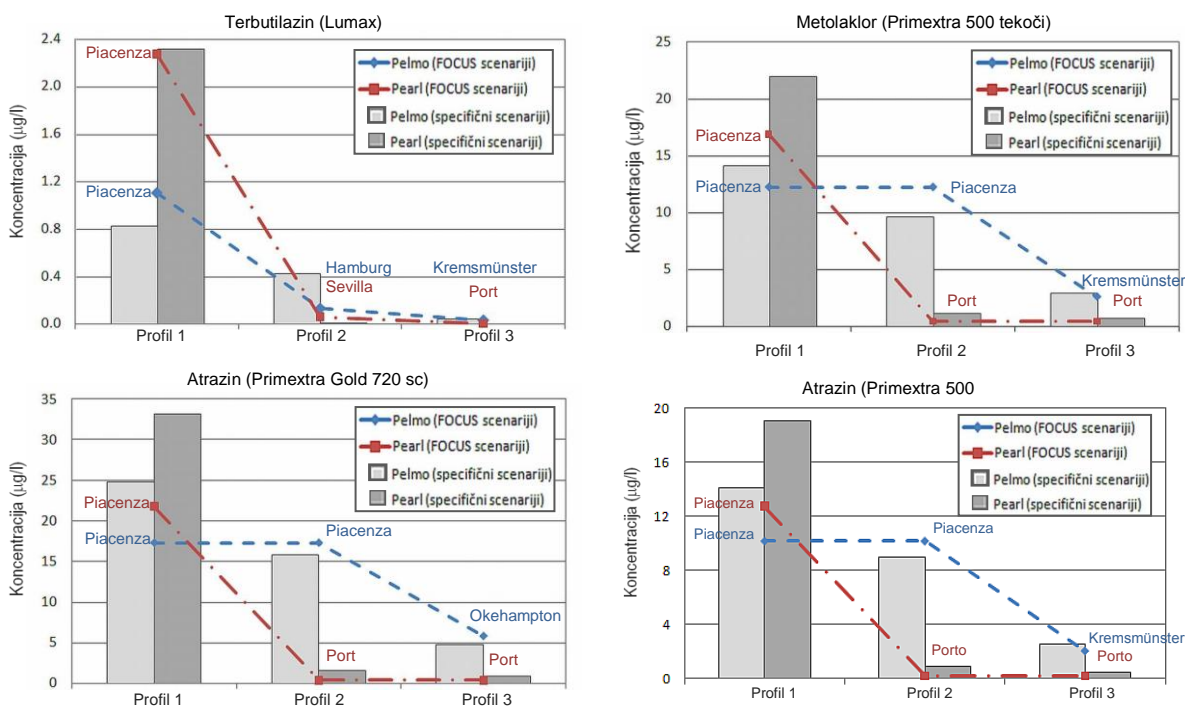 Terbutilazin (Lumax)
Koncentracija (µg/l)
2.4
2.0
1.6
1.2
0.8
0.4
0.0
Piacenza
Piacenza
Hamburg
Sevilla
Kremsmünster
Port
Pelmo (FOCUS scenariji)
Pearl (FOCUS scenariji)
Pelmo (specifični scenariji)
Pearl (specifični scenariji)
Profil 1
Profil 2
Profil 3
Metolaklor (Primextra 500 tekoči)
Koncentracija (µg/l)
25
20
15
10
5
0
Piacenza
Piacenza
Piacenza
Kremsmünster
Port
Port
Pelmo (FOCUS scenariji)
Pearl (FOCUS scenariji)
Pelmo (specifični scenariji)
Pearl (specifični scenariji)
Profil 1
Profil 2
Profil 3
Atrazin (Primextra Gold 720 sc)
Koncentracija (µg/l)
35
30
25
20
15
10
5
0
Piacenza
Piacenza
Piacenza
Okehampton
Port
Port
Pelmo (FOCUS scenariji)
Pearl (FOCUS scenariji)
Pelmo (specifični scenariji)
Pearl (specifični scenariji)
Profil 1
Profil 2
Profil 3
Atrazin (Primextra 500
Koncentracija (µg/l)
20
16
12
8
4
0
Piacenza
Piacenza
Piacenza
Kremsmünster
Porto
Porto
Pelmo (FOCUS scenariji)
Pearl (FOCUS scenariji)
Pelmo (specifični scenariji)
Pearl (specifični scenariji)
Profil 1
Profil 2
Profil 3